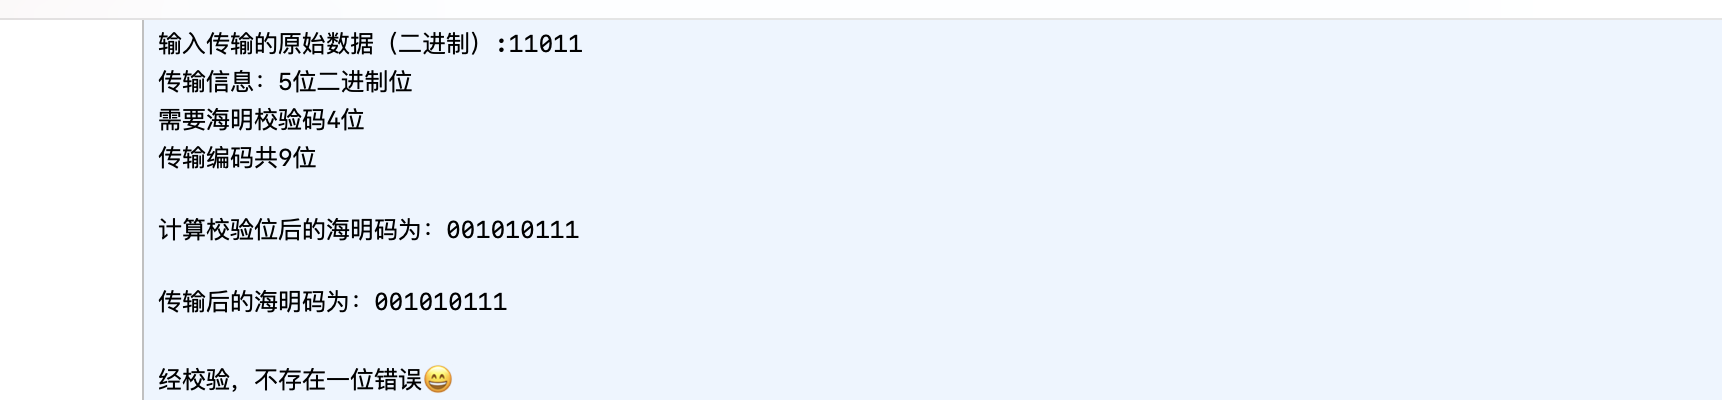 输入传输的原始数据（二进制）:11011
传输信息：5位二进制位
需要海明校验码4位
传输编码共9位
计算校验位后的海明码为：001010111
传输后的海明码为：001010111
经校验，不存在一位错误😄